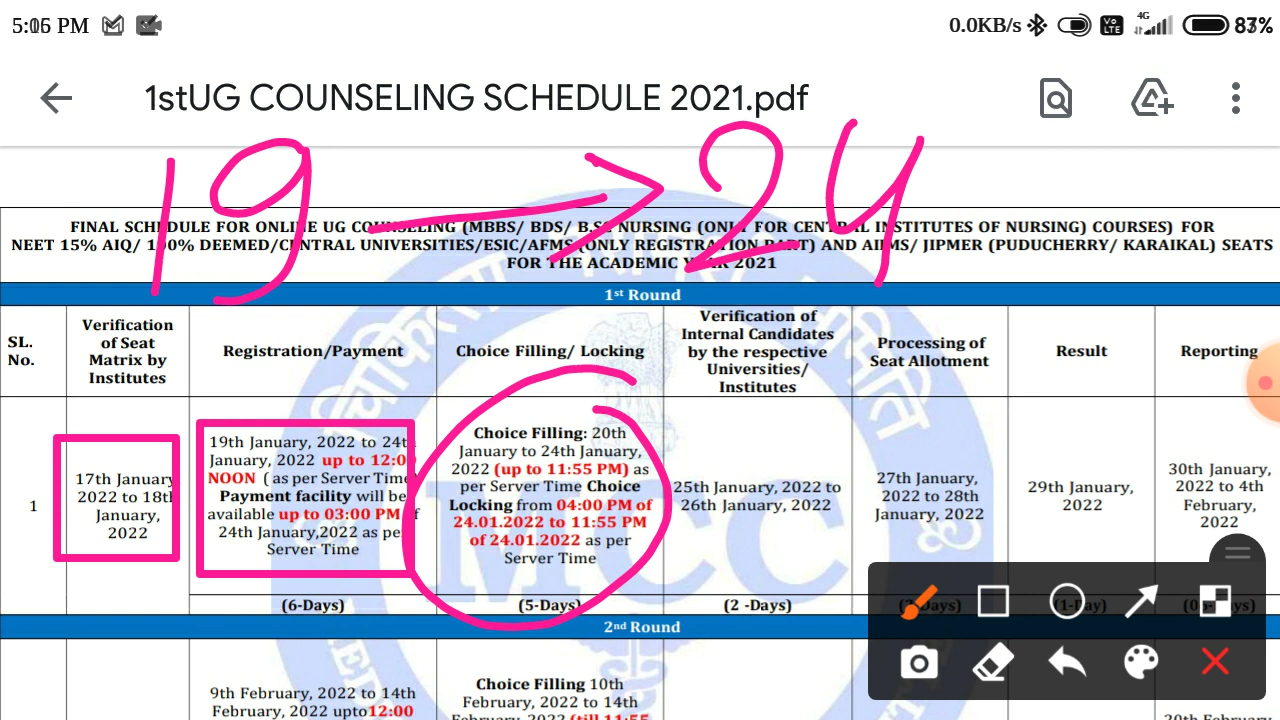 5:06 PM
0.0KB/s
4G
Vo
LTE
83%
1stUG COUNSELING SCHEDULE 2021.pdf
19 → 24
FINAL SCHEDULE FOR ONLINE UG COUNSELING (MBBS/ BDS/ B.SC NURSING (ONLY FOR CENTRAL INSTITUTES OF NURSING) COURSES) FOR
NEET 15% AIQ/ 100% DEEMED/CENTRAL UNIVERSITIES/ESIC/AFMS (ONLY REGISTRATION PART) AND AIIMS/ JIPMER (PUDUCHERRY/ KARAIKAL) SEATS
FOR THE ACADEMIC YEAR 2021
1st Round
SL.
No.
Verification
of Seat
Matrix by
Institutes
Registration/Payment
Choice Filling/ Locking
Verification of
Internal Candidates
by the respective
Universities/
Institutes
Processing of
Seat Allotment
Result
Reporting
1
17th January,
2022 to 18th
January,
2022
19th January, 2022 to 24th
January, 2022 up to 12:00
NOON ( as per Server Time)
Payment facility will be
available up to 03:00 PM of
24th January,2022 as per
Server Time
Choice Filling: 20th
January to 24th January,
2022 (up to 11:55 PM) as
per Server Time Choice
Locking from 04:00 PM of
24.01.2022 to 11:55 PM
of 24.01.2022 as per
Server Time
25th January, 2022 to
26th January, 2022
27th January,
2022 to 28th
January, 2022
29th January,
2022
30th January,
2022 to 4th
February,
2022
(6-Days)
(5-Days)
(2 -Days)
MCC
2nd Round
9th February, 2022 to 14th
February, 2022 upto12:00
Choice Filling 10th
February, 2022 to 14th
February, 2022 (till 11:55